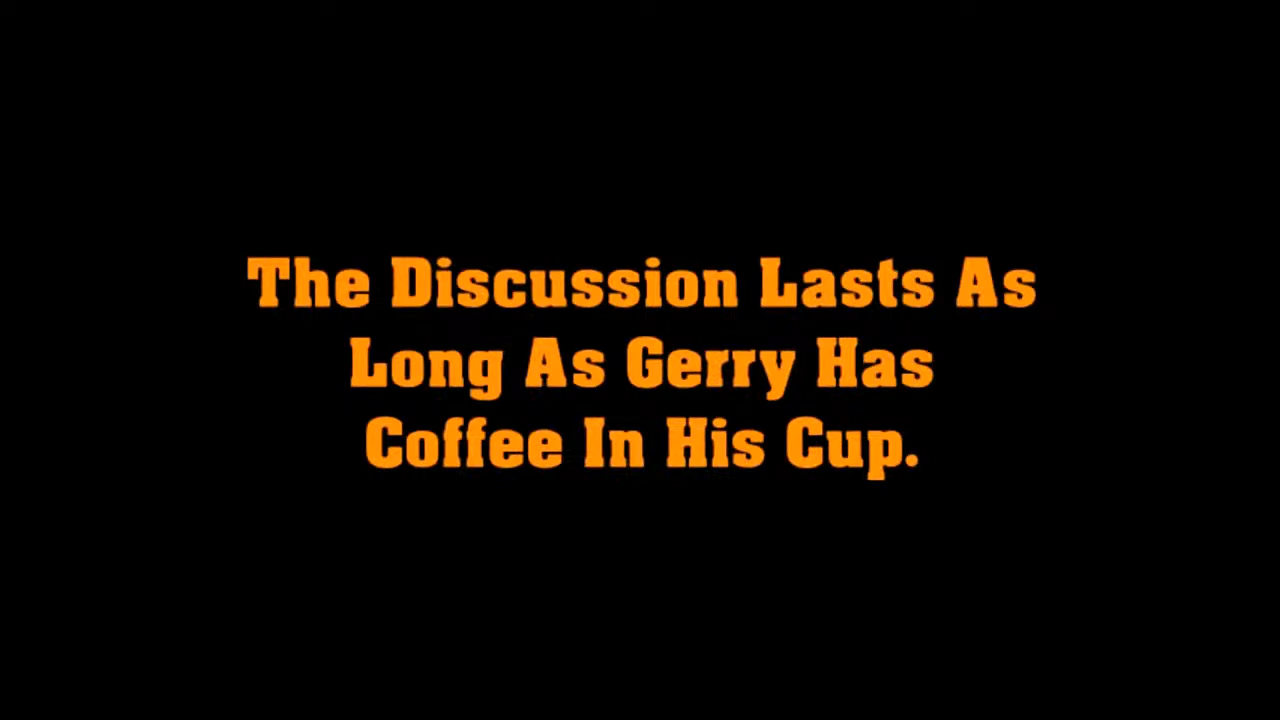 The Discussion Lasts As
Long As Gerry Has
Coffee In His Cup.